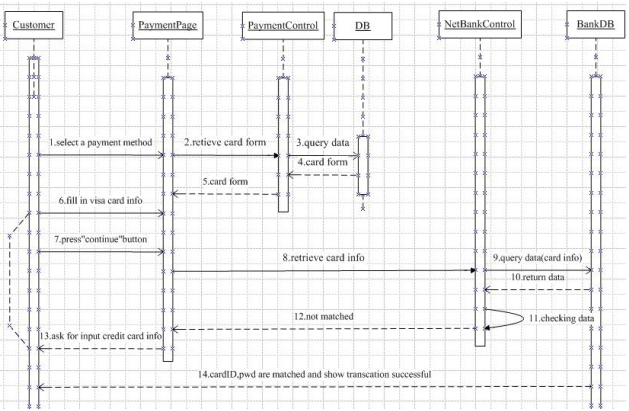 Customer
PaymentPage
PaymentControl
DB
NetBankControl
BankDB
1.select a payment method
2.retieve card form
3.query data
4.card form
5.card form
6.fill in visa card info
7.press"continue"button
8.retrieve card info
9.query data(card info)
10.return data
11.checking data
12.not matched
13.ask for input credit card info
14.cardID,pwd are matched and show transcation successful